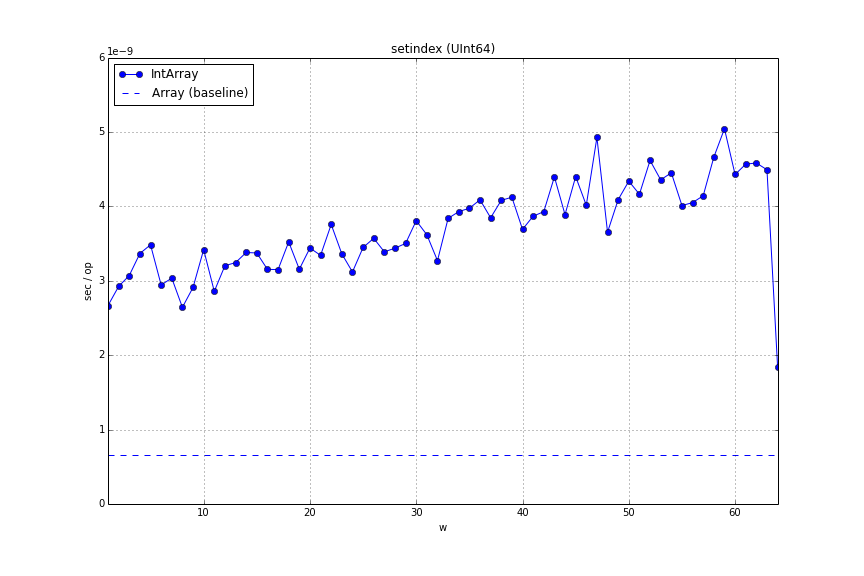 setindex (UInt64)
1e−9
6
5
4
3
2
1
0
IntArray
Array (baseline)
sec / op
10
20
30
40
50
60
w